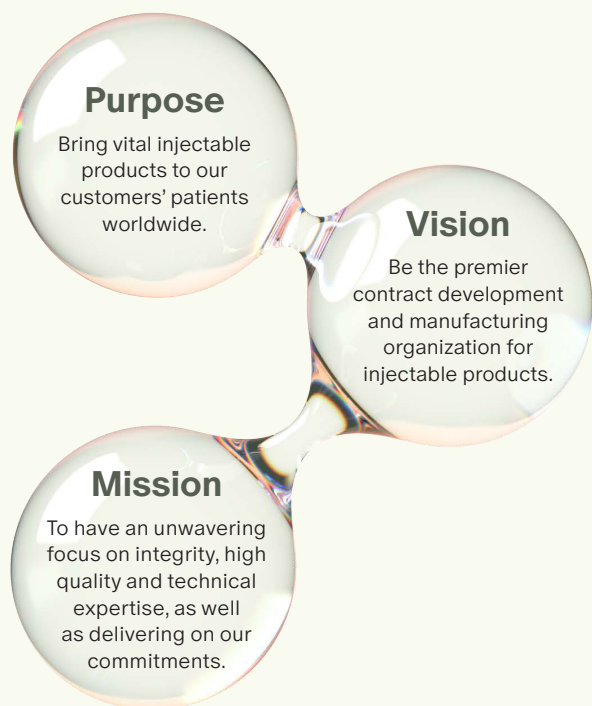 Purpose
Bring vital injectable
products to our
customers’ patients
worldwide.
Vision
Be the premier
contract development
and manufacturing
organization for
injectable products.
Mission
To have an unwavering
focus on integrity, high
quality and technical
expertise, as well
as delivering on our
commitments.